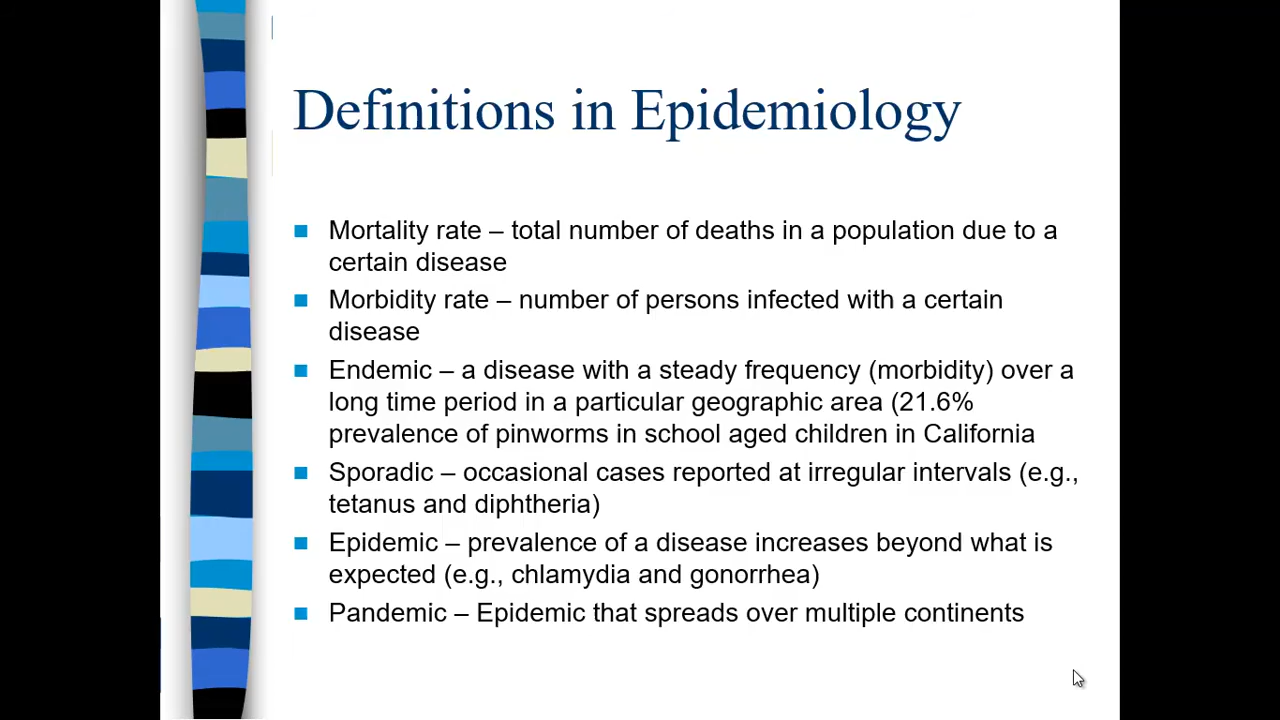 Definitions in Epidemiology
Mortality rate – total number of deaths in a population due to a
certain disease
Morbidity rate – number of persons infected with a certain
disease
Endemic – a disease with a steady frequency (morbidity) over a
long time period in a particular geographic area (21.6%
prevalence of pinworms in school aged children in California
Sporadic – occasional cases reported at irregular intervals (e.g.,
tetanus and diphtheria)
Epidemic – prevalence of a disease increases beyond what is
expected (e.g., chlamydia and gonorrhea)
Pandemic – Epidemic that spreads over multiple continents